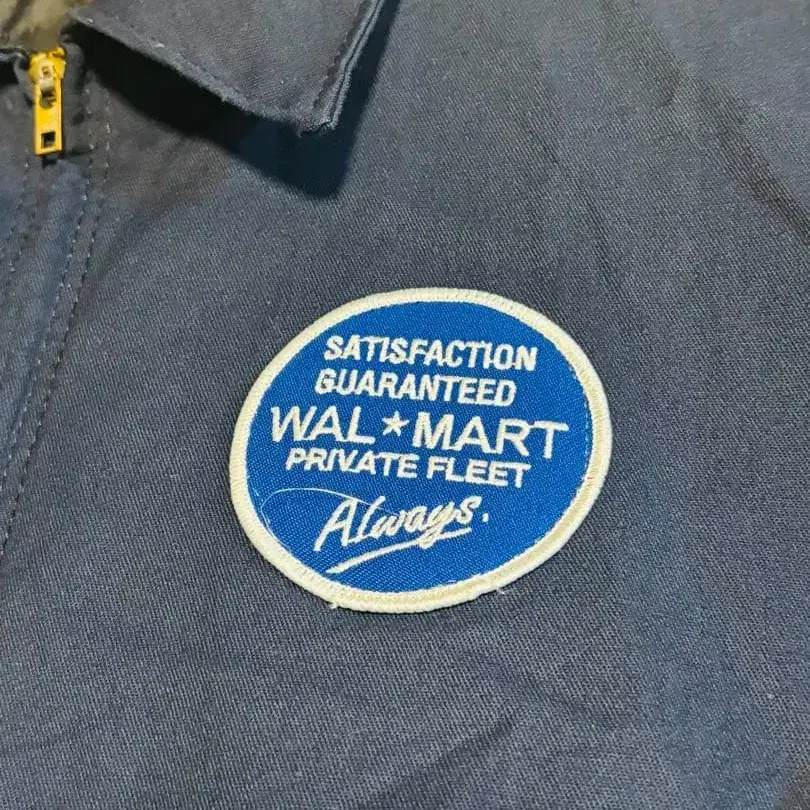 SATISFACTION
GUARANTEED
WAL★MART
PRIVATE FLEET
Always.